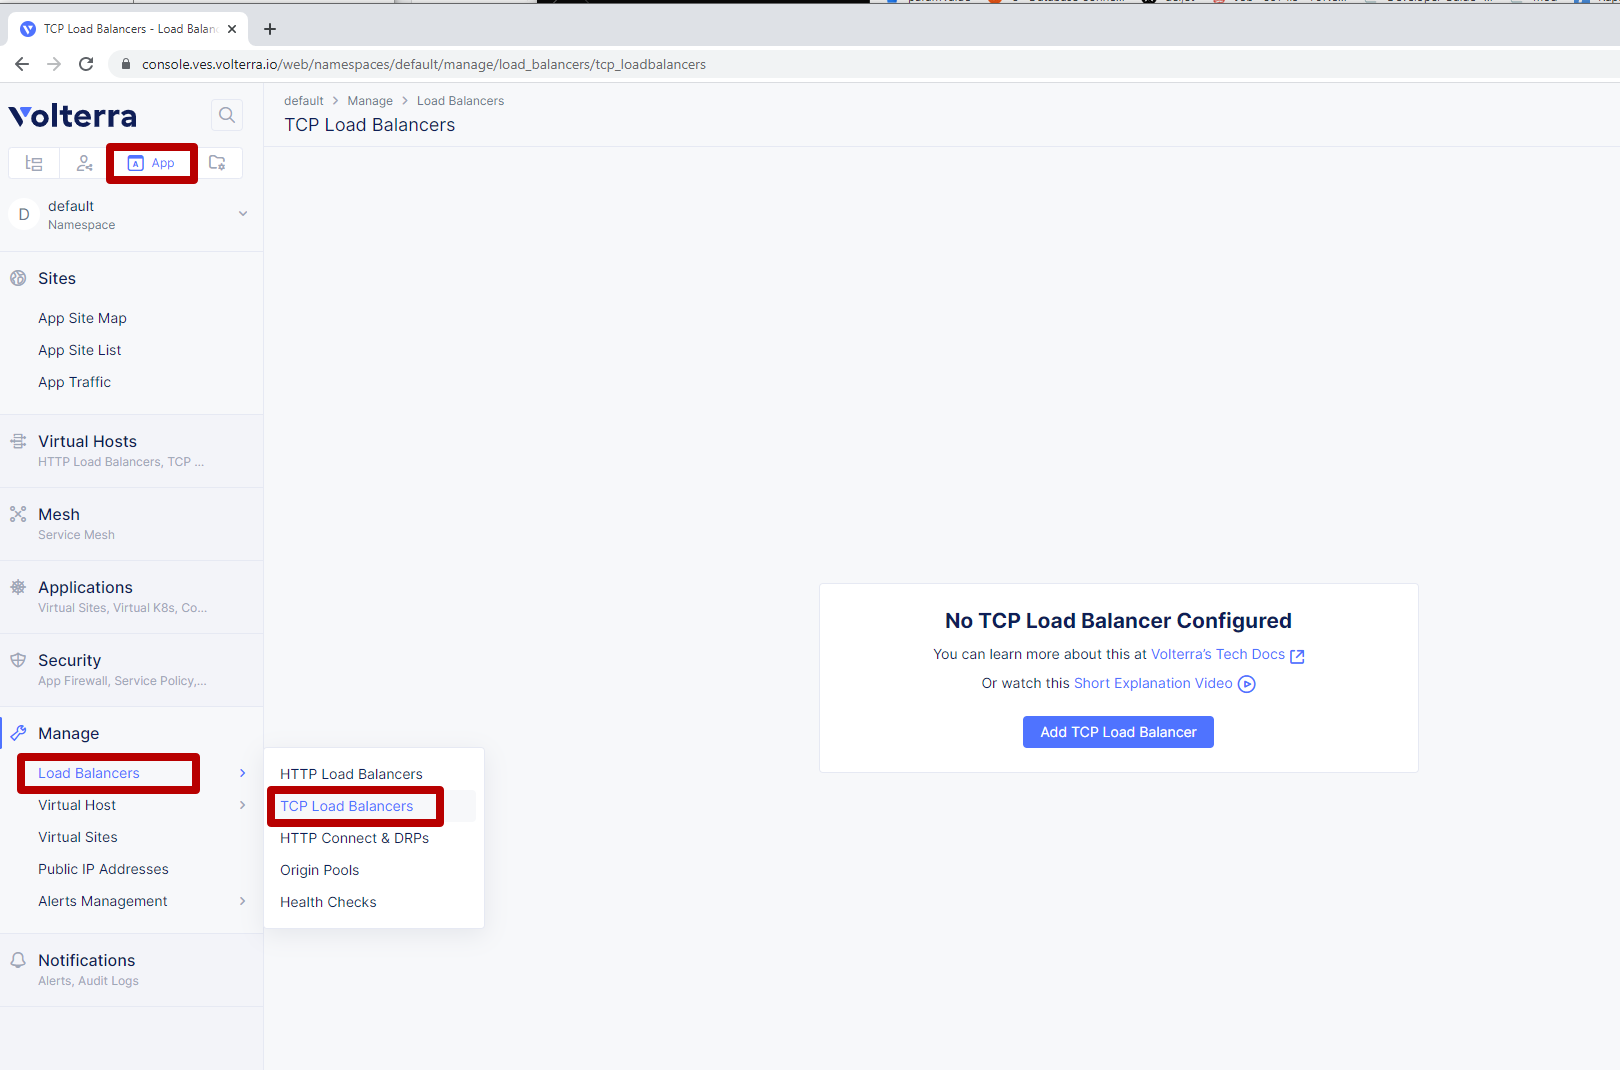 TCP Load Balancers - Load Balanc
console.ves.volterra.io/web/namespaces/default/manage/load_balancers/tcp_loadbalancers
Volterra
default > Manage > Load Balancers
TCP Load Balancers
A App
D
default
Namespace
Sites
App Site Map
App Site List
App Traffic
Virtual Hosts
HTTP Load Balancers, TCP ...
Mesh
Service Mesh
Applications
Virtual Sites, Virtual K8s, Co...
Security
App Firewall, Service Policy,...
Manage
Load Balancers
Virtual Host
Virtual Sites
Public IP Addresses
Alerts Management
Notifications
Alerts, Audit Logs
HTTP Load Balancers
TCP Load Balancers
HTTP Connect & DRPs
Origin Pools
Health Checks
No TCP Load Balancer Configured
You can learn more about this at Volterra's Tech Docs
Or watch this Short Explanation Video
Add TCP Load Balancer